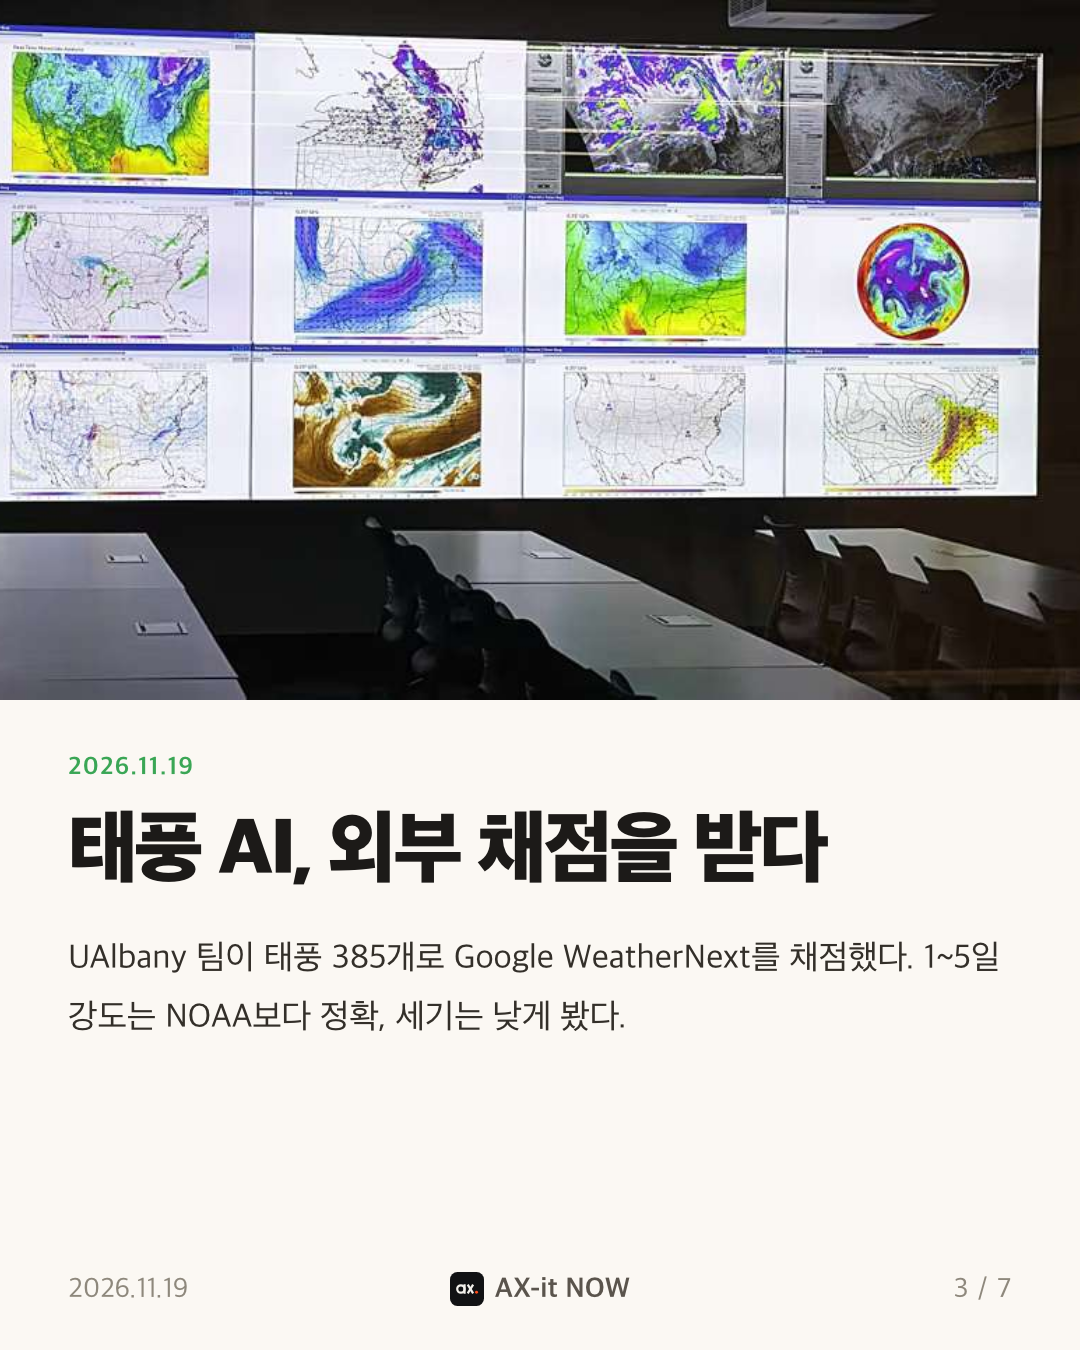 2026.11.19
태풍 AI, 외부 채점을 받다
UAlbany 팀이 태풍 385개로 Google WeatherNext를 채점했다. 1~5일
강도는 NOAA보다 정확, 세기는 낮게 봤다.
2026.11.19
ax. AX-it NOW
3 / 7